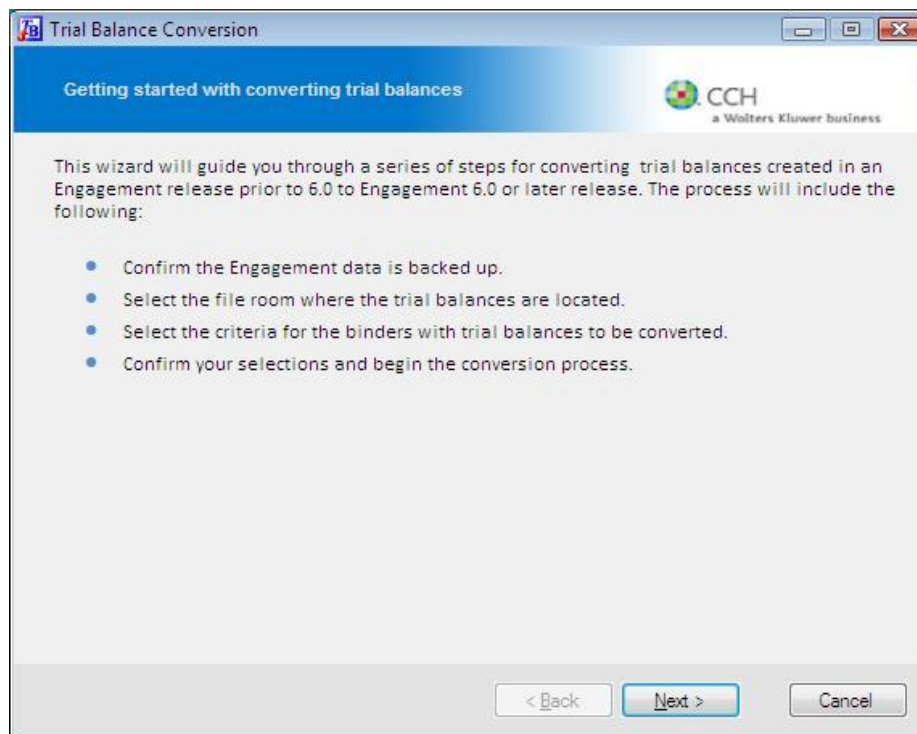 TB Trial Balance Conversion
Getting started with converting trial balances
CCH
a Wolters Kluwer business
This wizard will guide you through a series of steps for converting trial balances created in an
Engagement release prior to 6.0 to Engagement 6.0 or later release. The process will include the
following:
Confirm the Engagement data is backed up.
Select the file room where the trial balances are located.
Select the criteria for the binders with trial balances to be converted.
Confirm your selections and begin the conversion process.
< Back Next > Cancel